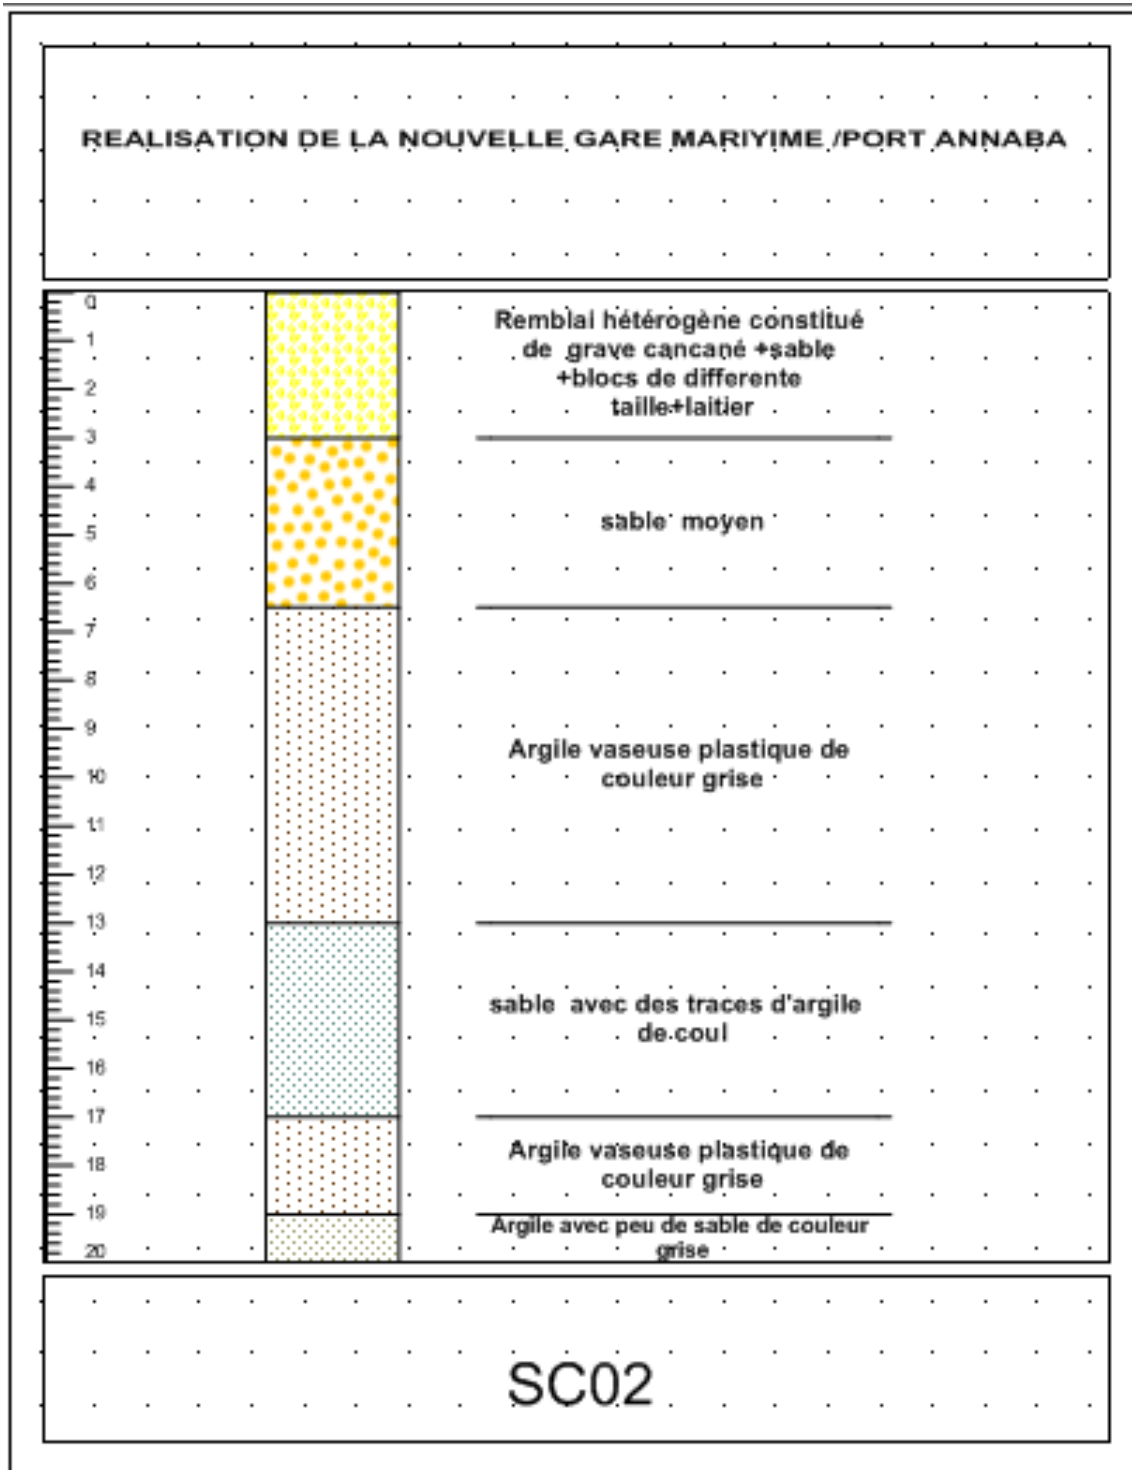 REALISATION DE LA NOUVELLE GARE MARIYIME /PORT ANNABA
0
Remblai hétérogène constitué
1
de grave cancané +sable
+blocs de differente
2
taille+laitier
3
4
sable moyen
5
6
7
8
9
Argile vaseuse plastique de
10
couleur grise
11
12
13
14
sable avec des traces d'argile
15
de coul
16
17
Argile vaseuse plastique de
18
couleur grise
19
Argile avec peu de sable de couleur
20
grise
SC02